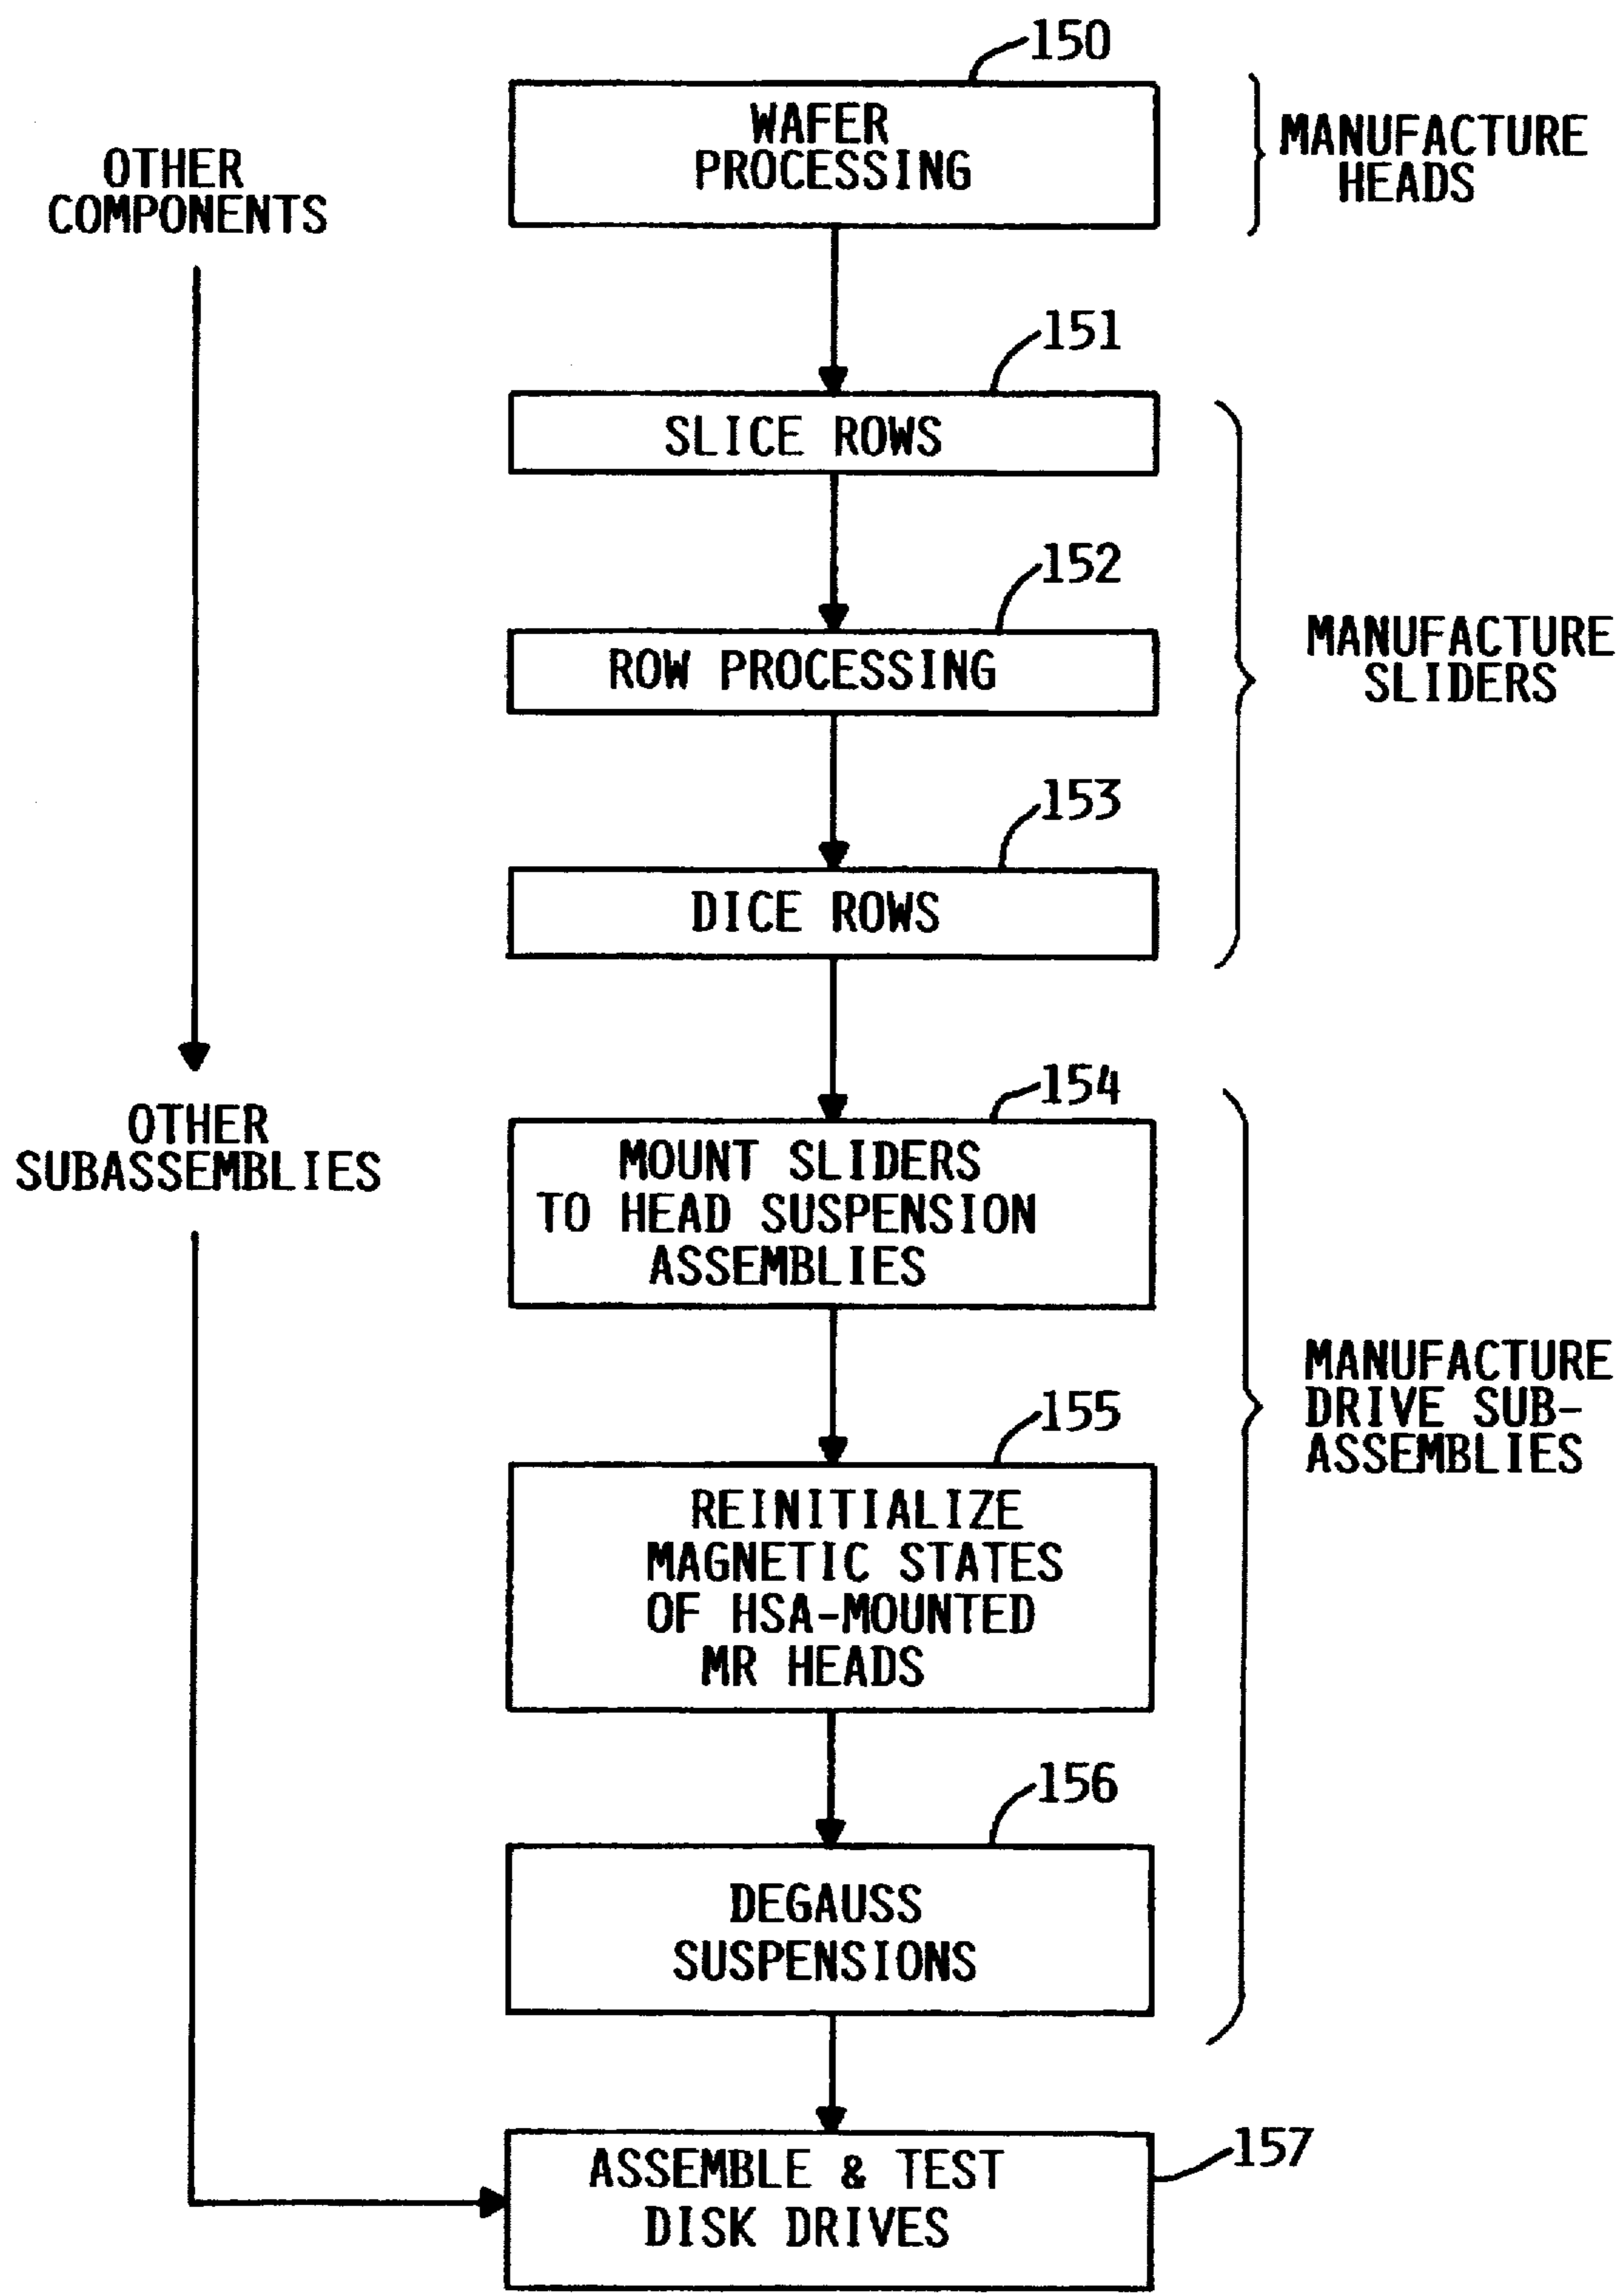 150
WAFER
PROCESSING
MANUFACTURE
HEADS
OTHER
COMPONENTS
151
SLICE ROWS
152
ROW PROCESSING
MANUFACTURE
SLIDERS
153
DICE ROWS
154
MOUNT SLIDERS
TO HEAD SUSPENSION
ASSEMBLIES
OTHER
SUBASSEMBLIES
MANUFACTURE
DRIVE SUB-
ASSEMBLIES
155
REINITIALIZE
MAGNETIC STATES
OF HSA-MOUNTED
MR HEADS
156
DEGAUSS
SUSPENSIONS
157
ASSEMBLE & TEST
DISK DRIVES